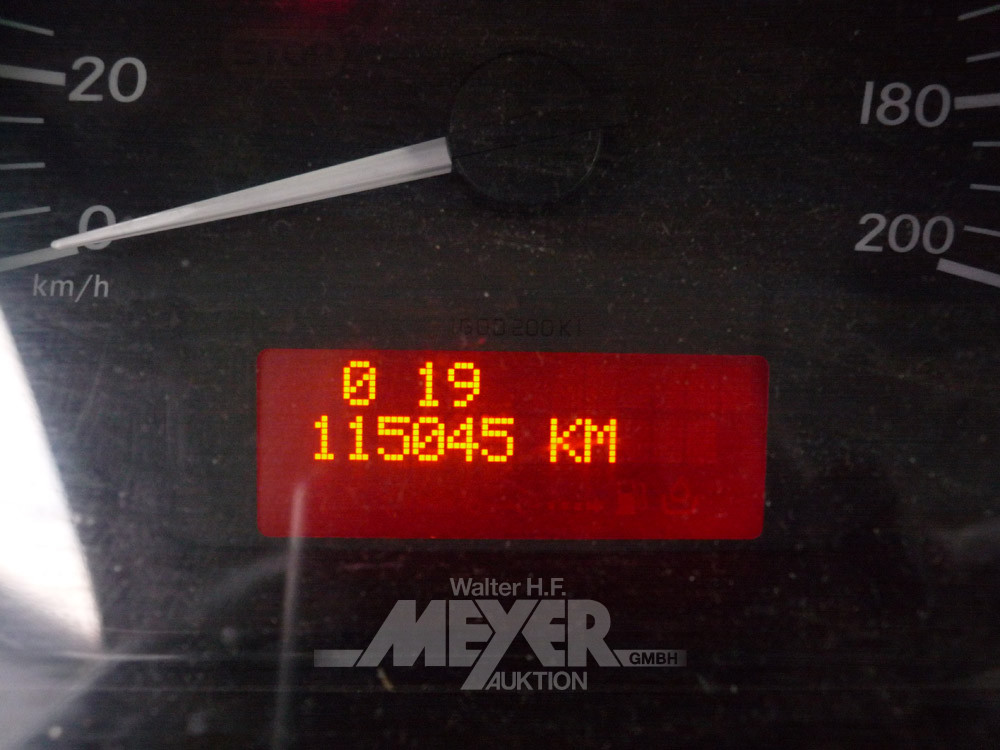 20
180
0
200
km/h
0 19
115045 KM
Walter H.F.
MEYER
GMBH
AUKTION